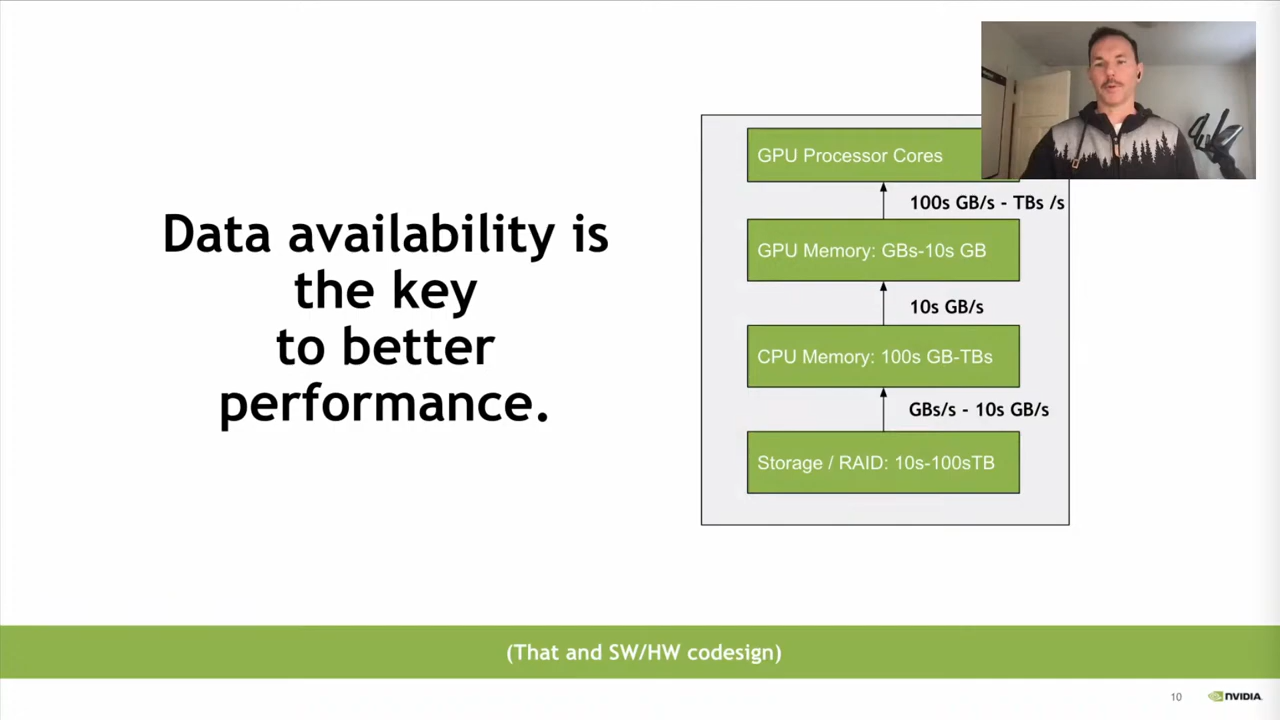 Data availability is
the key
to better
performance.
GPU Processor Cores
100s GB/s - TBs /s
GPU Memory: GBs-10s GB
10s GB/s
CPU Memory: 100s GB-TBs
GBs/s - 10s GB/s
Storage / RAID: 10s-100sTB
(That and SW/HW codesign)
10
NVIDIA.